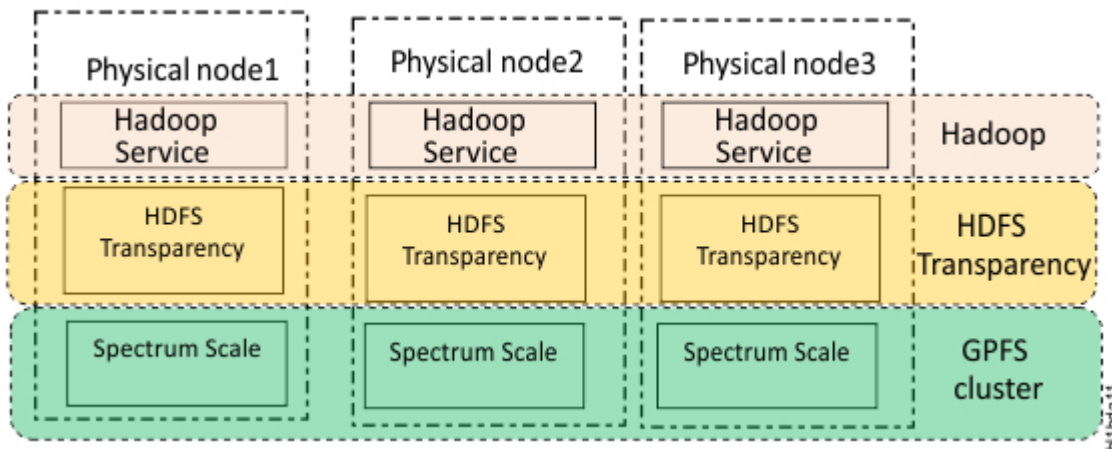 Physical node1
Physical node2
Physical node3
Hadoop
Service
Hadoop
Service
Hadoop
Service
Hadoop
HDFS
Transparency
HDFS
Transparency
HDFS
Transparency
HDFS
Transparency
Spectrum Scale
Spectrum Scale
Spectrum Scale
GPFS
cluster